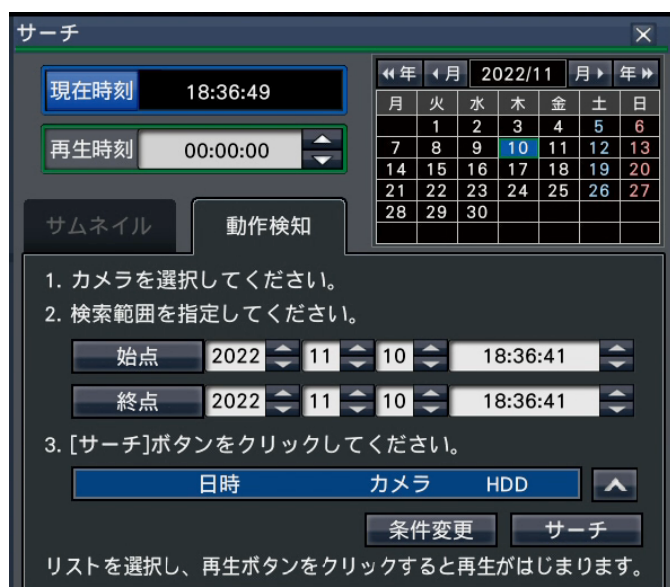 サーチ
現在時刻 18:36:49
再生時刻 00:00:00
年 月 2022/11 月 年
月 火 水 木 金 土 日
1 2 3 4 5 6
7 8 9 10 11 12 13
14 15 16 17 18 19 20
21 22 23 24 25 26 27
28 29 30
サムネイル 動作検知
1. カメラを選択してください。
2. 検索範囲を指定してください。
始点 2022 11 10 18:36:41
終点 2022 11 10 18:36:41
3. [サーチ]ボタンをクリックしてください。
日時 カメラ HDD
条件変更 サーチ
リストを選択し、再生ボタンをクリックすると再生がはじまります。